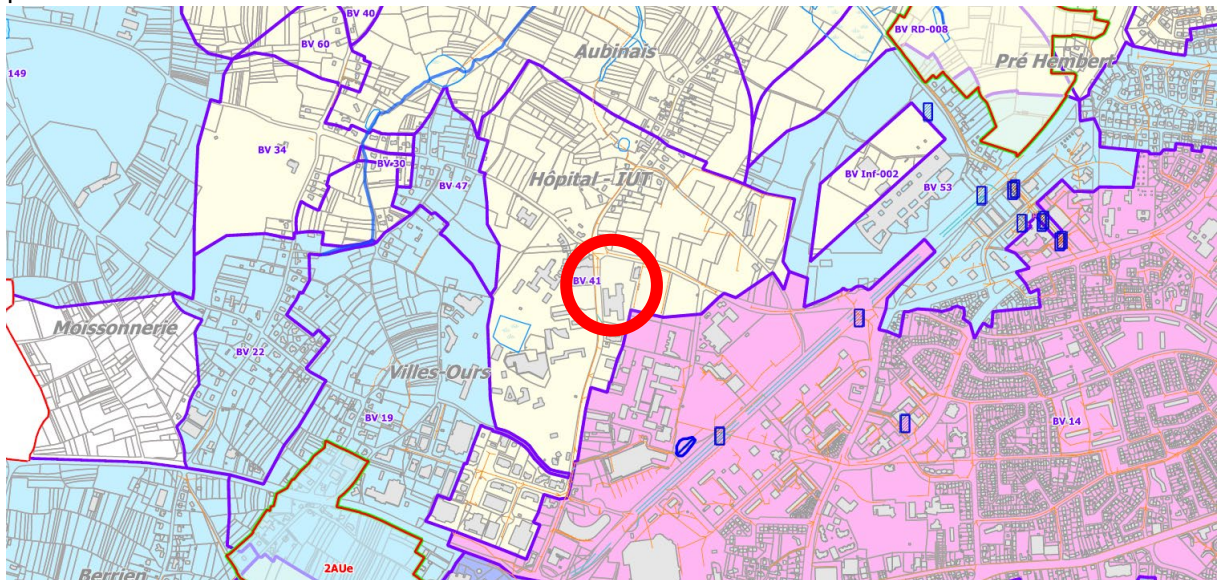 BV 40
BV 60
Aubinais
BV RD-008
Pré Hembert
149
BV 34
BV 30
BV 47
Hôpital - IUT
BV Inf-002
BV 53
BV 41
Moissonnerie
BV 22
Villes-Ours
BV 19
BV 14
2AUe
Berrien